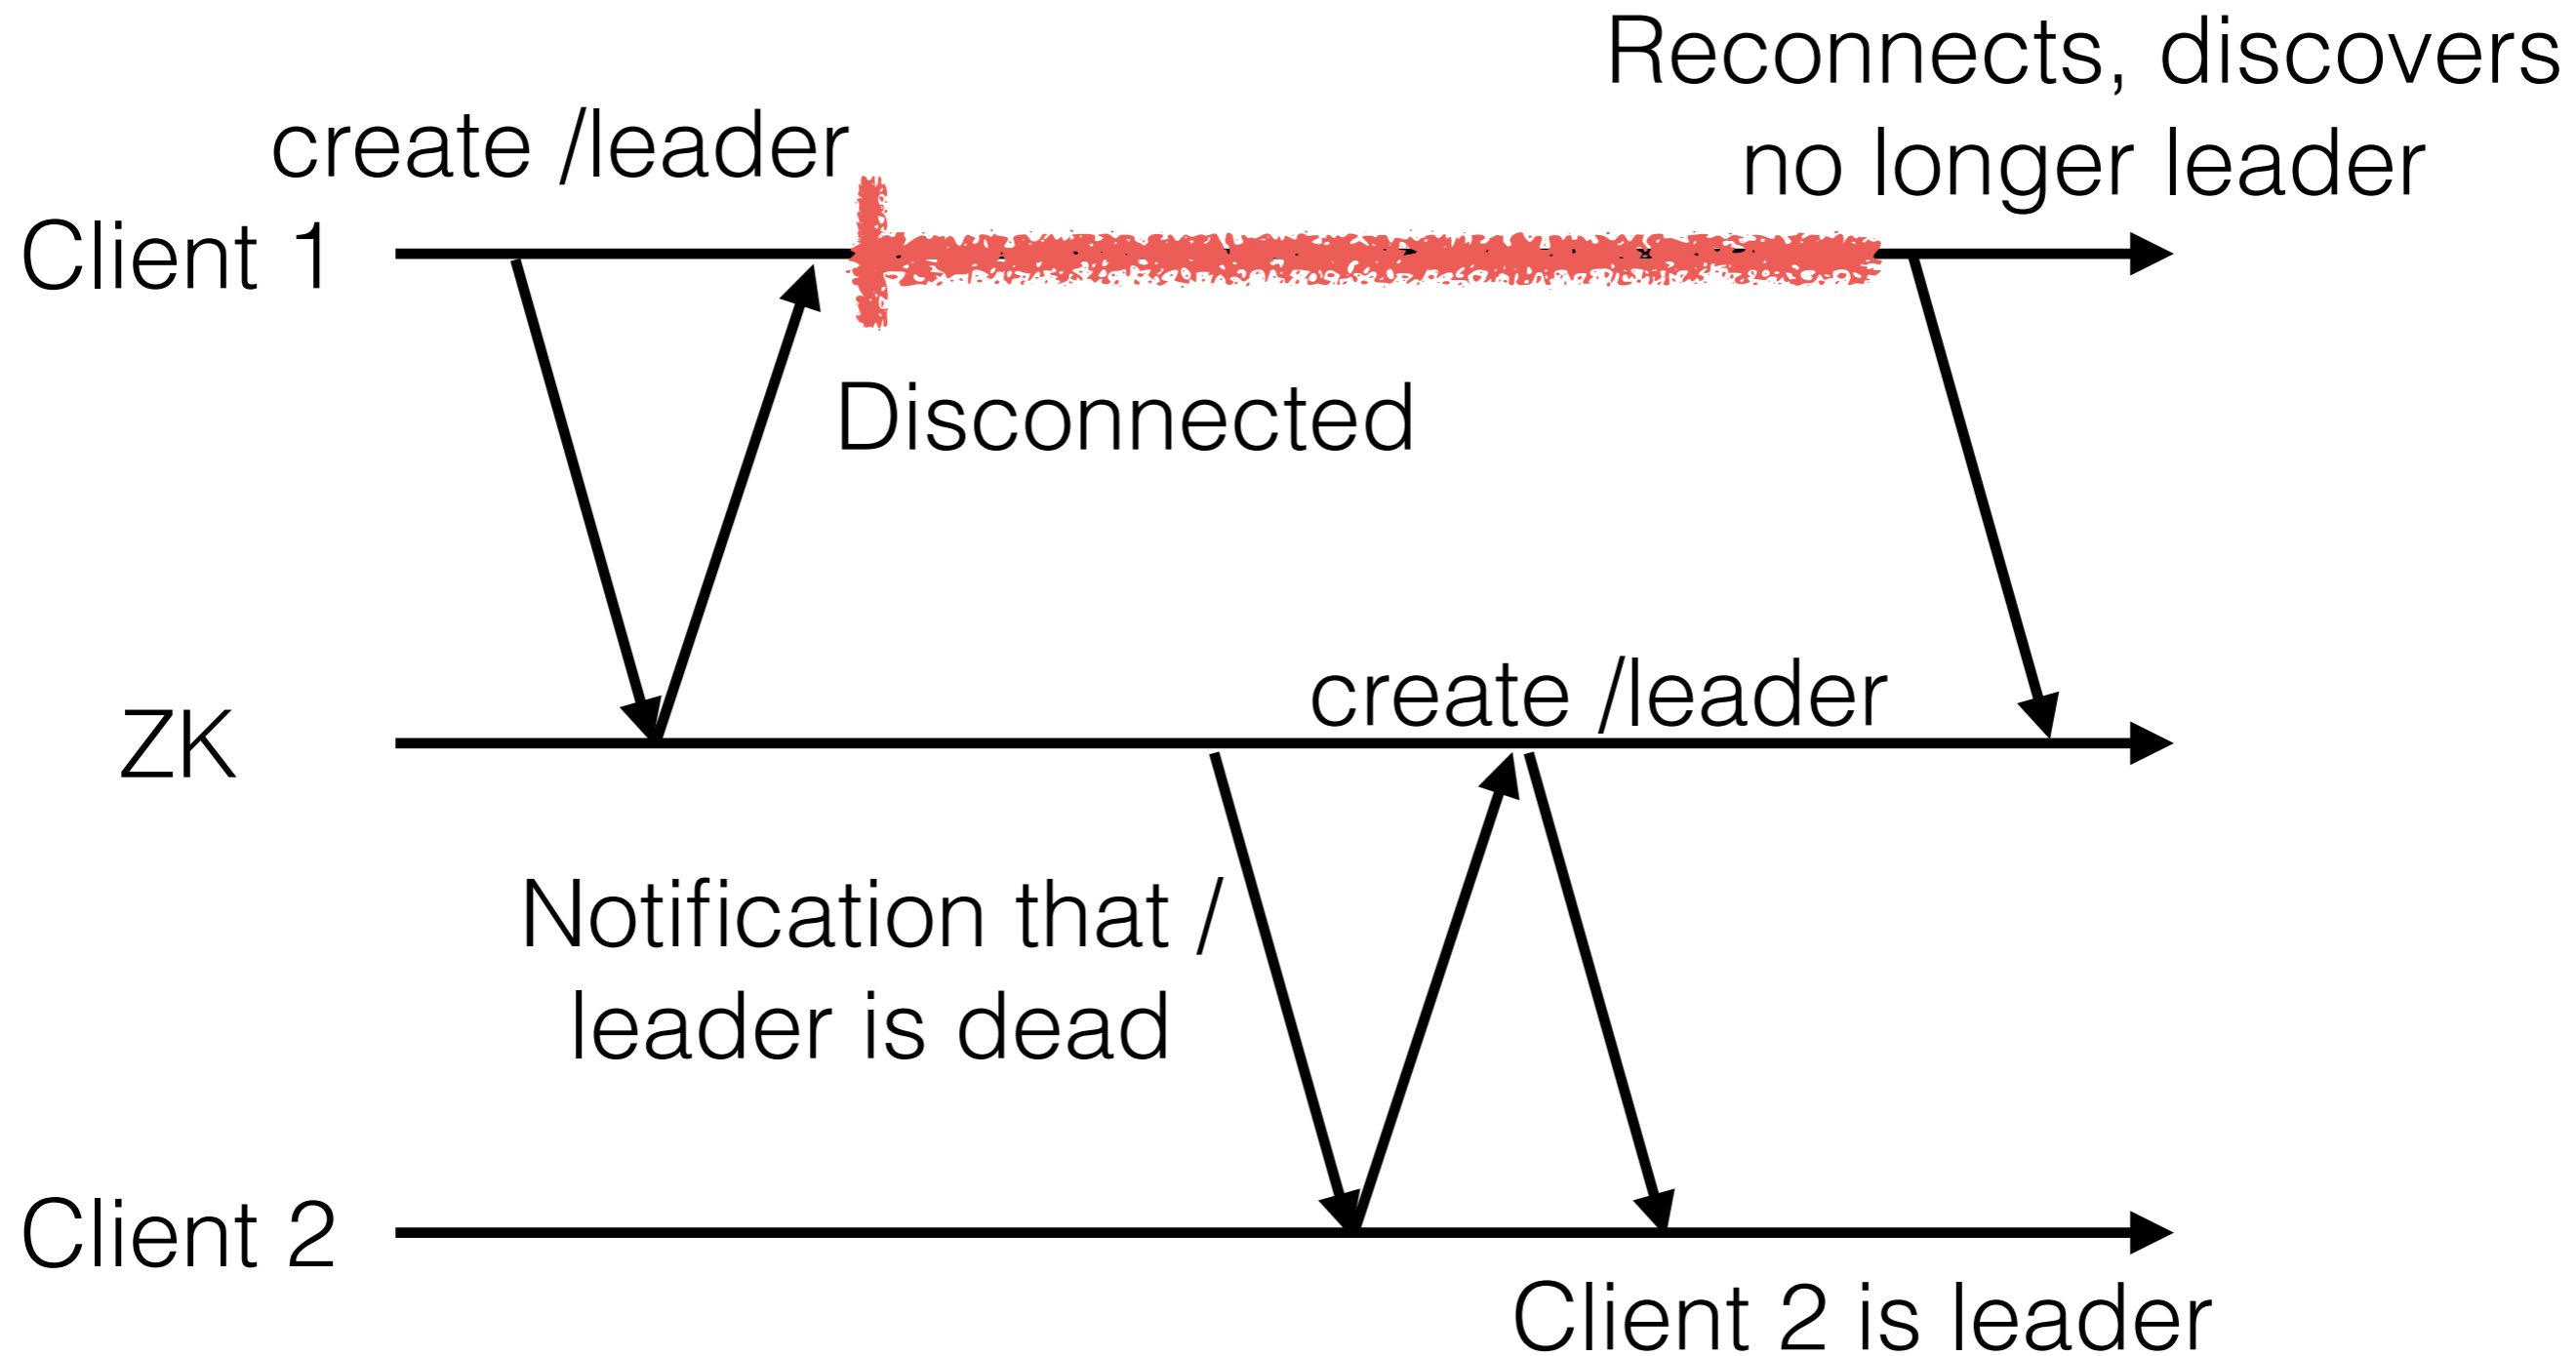 Reconnects, discovers
no longer leader
create /leader
Client 1
Disconnected
create /leader
ZK
Notification that /
leader is dead
Client 2
Client 2 is leader